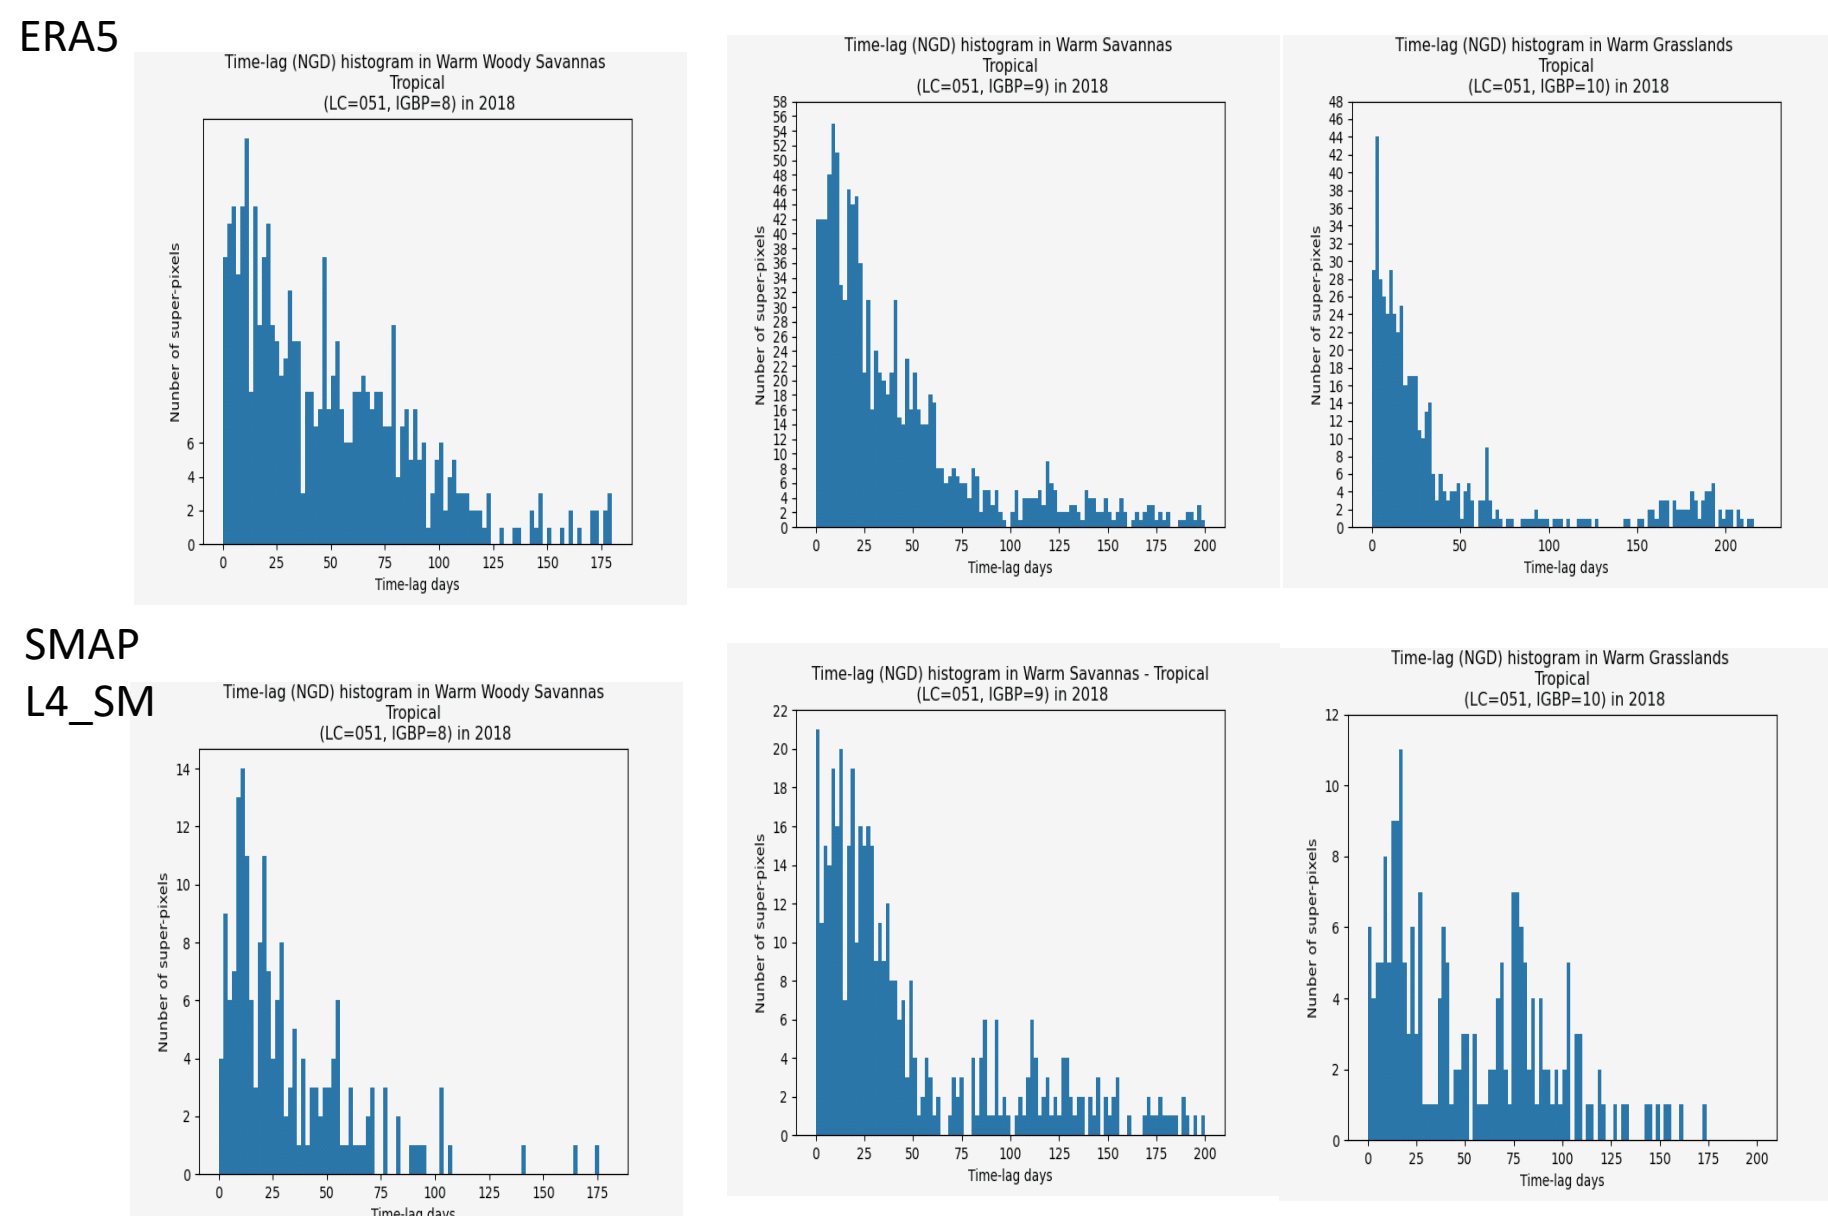 ERA5
Time-lag (NGD) histogram in Warm Woody Savannas
Tropical
(LC=051, IGBP=8) in 2018
Nunber of super-pixels
6
4
2
0
0 25 50 75 100 125 150 175
Time-lag days
Time-lag (NGD) histogram in Warm Savannas
Tropical
(LC=051, IGBP=9) in 2018
Nunber of super-pixels
58
56
54
52
50
48
46
44
42
40
38
36
34
32
30
28
26
24
22
20
18
16
14
12
10
8
6
4
2
0
0 25 50 75 100 125 150 175 200
Time-lag days
Time-lag (NGD) histogram in Warm Grasslands
Tropical
(LC=051, IGBP=10) in 2018
Nunber of super-pixels
48
46
44
42
40
38
36
34
32
30
28
26
24
22
20
18
16
14
12
10
8
6
4
2
0
0 50 100 150 200
Time-lag days
SMAP
L4_SM
Time-lag (NGD) histogram in Warm Woody Savannas
Tropical
(LC=051, IGBP=8) in 2018
Nunber of super-pixels
14
12
10
8
6
4
2
0
0 25 50 75 100 125 150 175
Time-lag days
Time-lag (NGD) histogram in Warm Savannas - Tropical
(LC=051, IGBP=9) in 2018
Nunber of super-pixels
22
20
18
16
14
12
10
8
6
4
2
0
0 25 50 75 100 125 150 175 200
Time-lag days
Time-lag (NGD) histogram in Warm Grasslands
Tropical
(LC=051, IGBP=10) in 2018
Nunber of super-pixels
12
10
8
6
4
2
0
0 25 50 75 100 125 150 175 200
Time-lag days